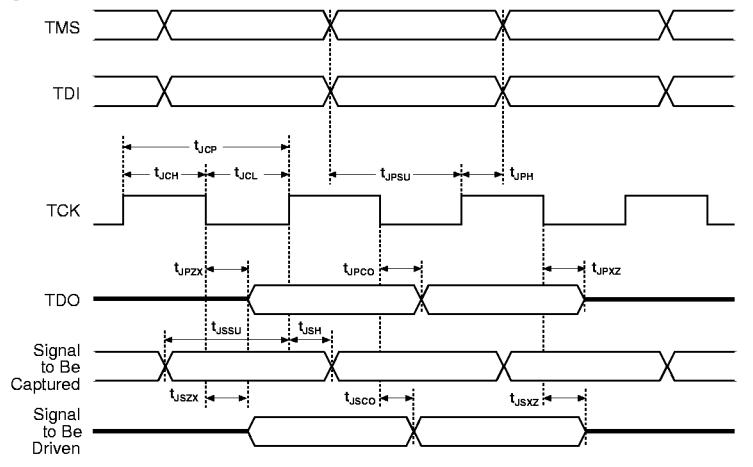 TMS
TDI
tJCP
tJCH
tJCL
tJPSU
tJPH
TCK
tJPZX
tJPCO
tJPXZ
TDO
tJSSU
tJSH
Signal
to Be
Captured
tJSZX
tJSCO
tJSXZ
Signal
to Be
Driven